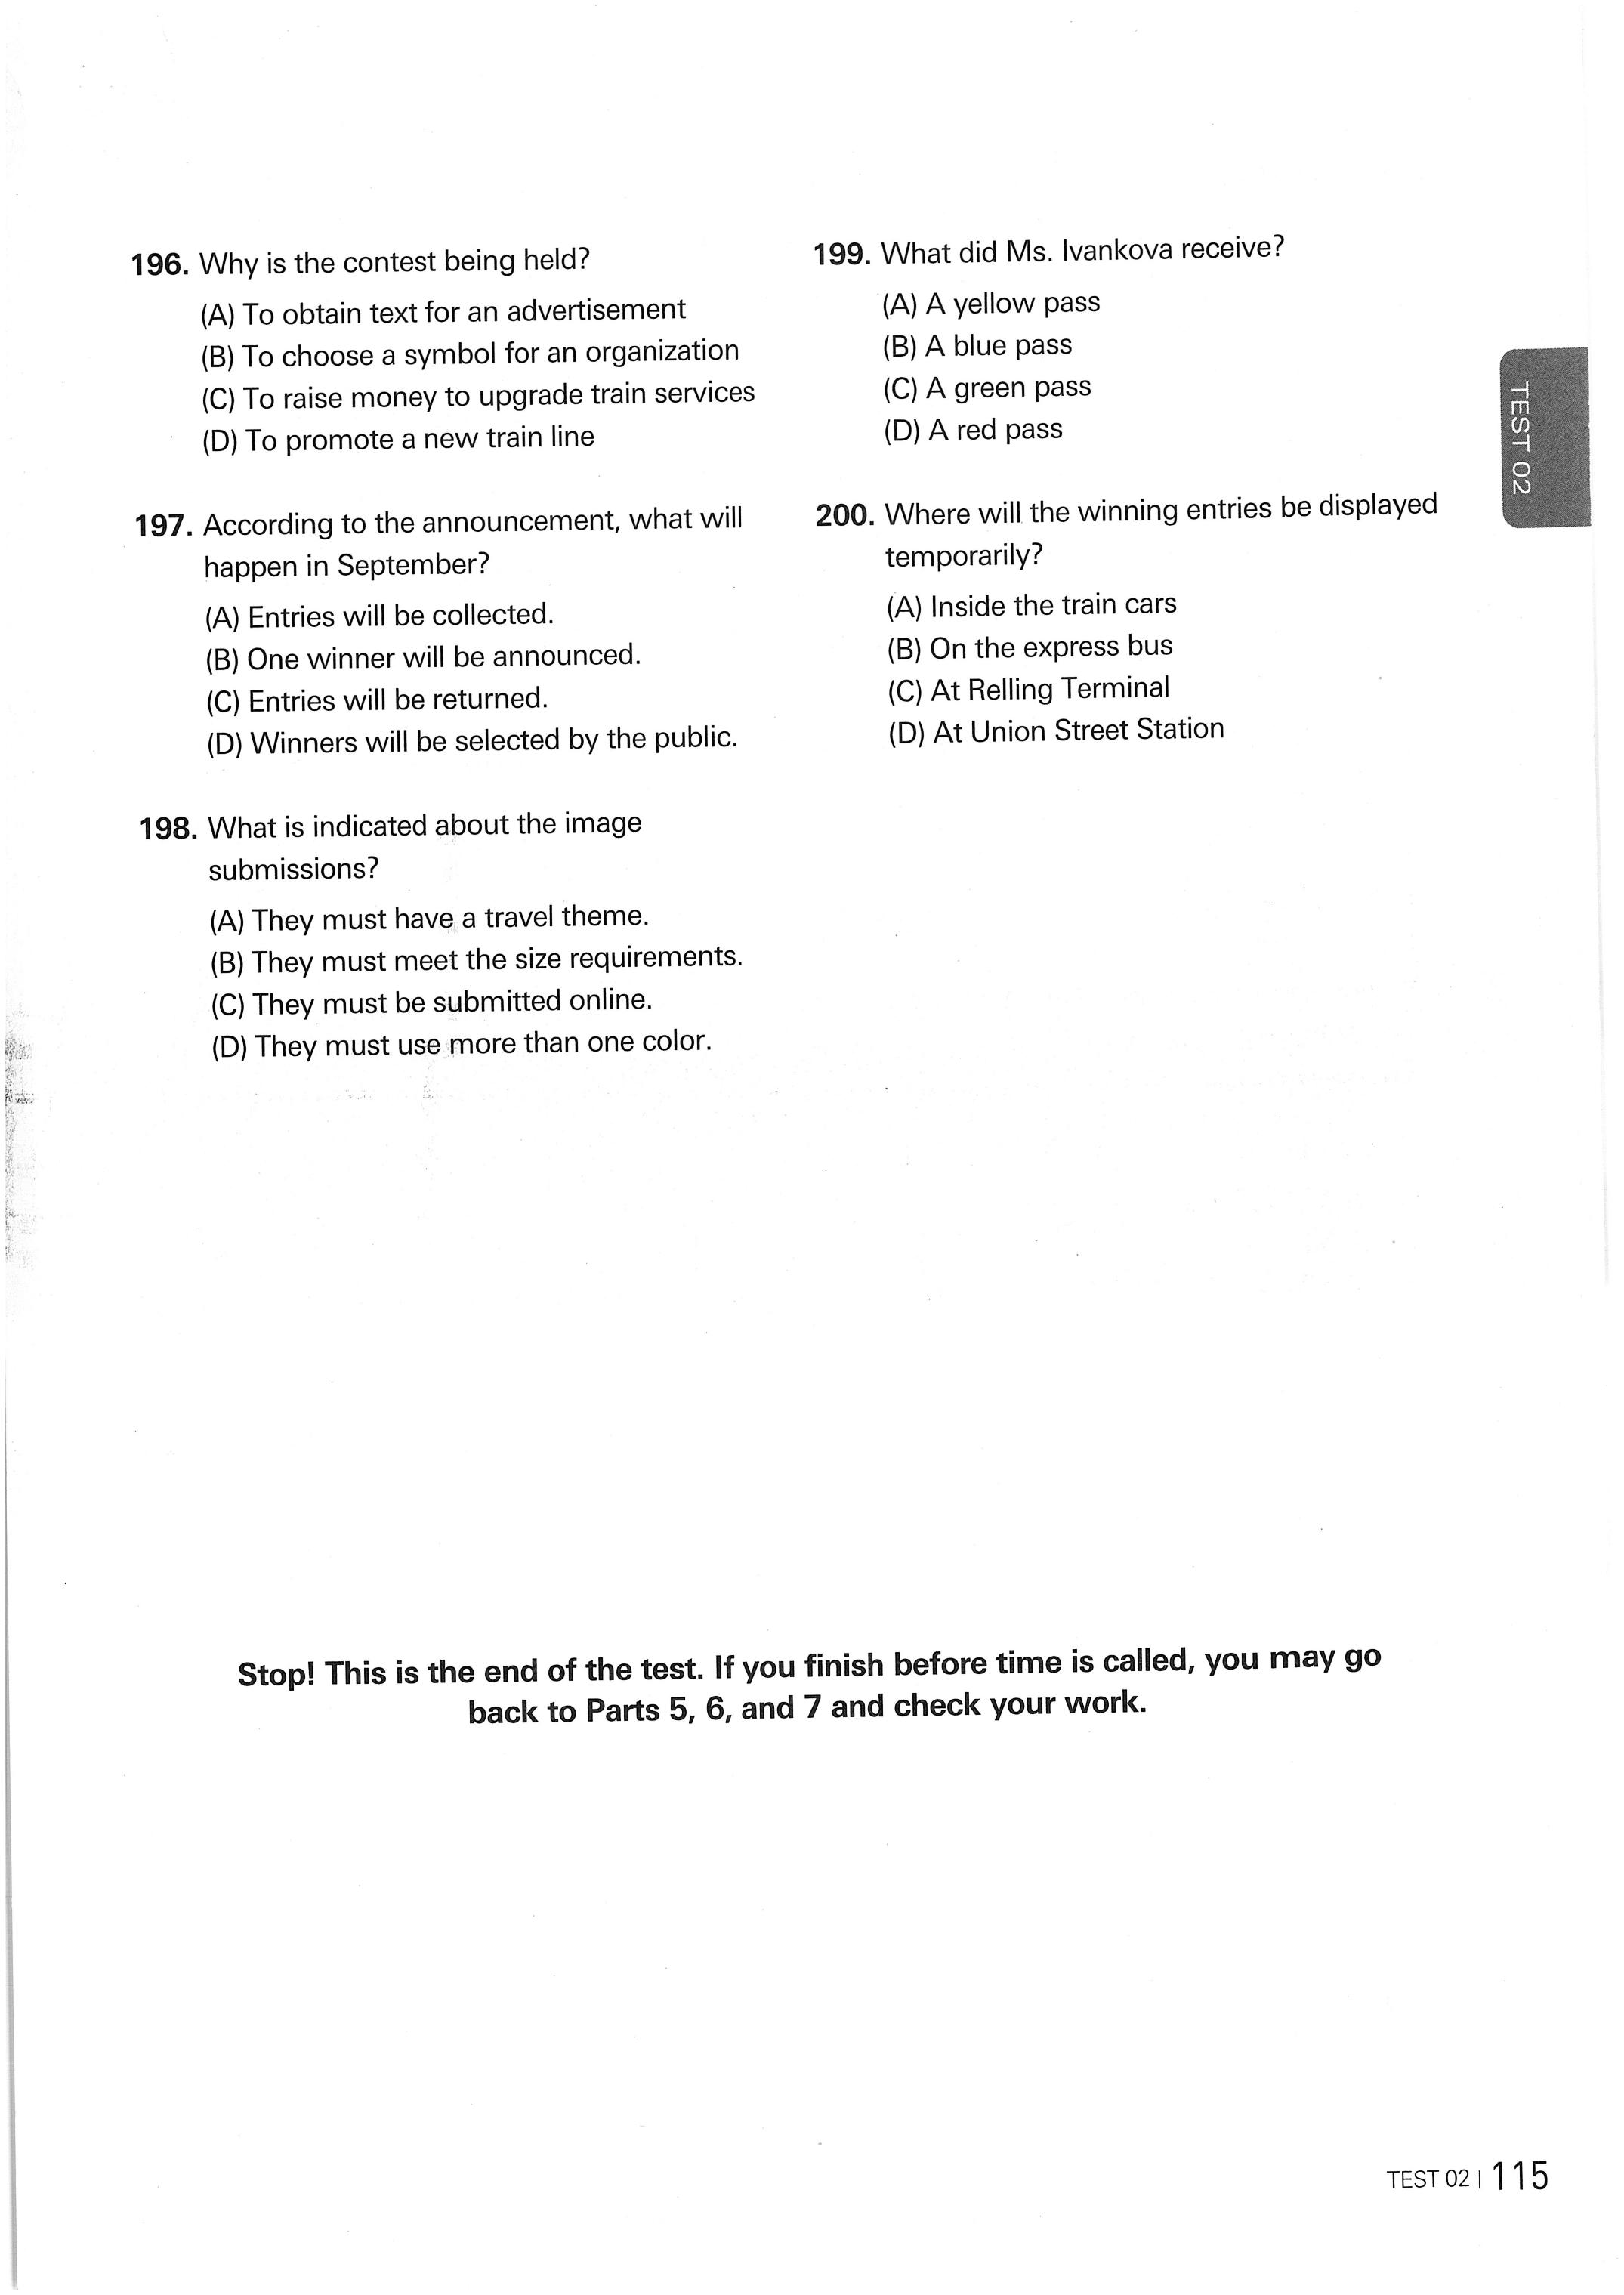 196. Why is the contest being held?
(A) To obtain text for an advertisement
(B) To choose a symbol for an organization
(C) To raise money to upgrade train services
(D) To promote a new train line
197. According to the announcement, what will
happen in September?
(A) Entries will be collected.
(B) One winner will be announced.
(C) Entries will be returned.
(D) Winners will be selected by the public.
198. What is indicated about the image
submissions?
(A) They must have a travel theme.
(B) They must meet the size requirements.
(C) They must be submitted online.
(D) They must use more than one color.
199. What did Ms. Ivankova receive?
(A) A yellow pass
(B) A blue pass
(C) A green pass
(D) A red pass
200. Where will the winning entries be displayed
temporarily?
(A) Inside the train cars
(B) On the express bus
(C) At Relling Terminal
(D) At Union Street Station
TEST 02
Stop! This is the end of the test. If you finish before time is called, you may go
back to Parts 5, 6, and 7 and check your work.
TEST 02 | 115